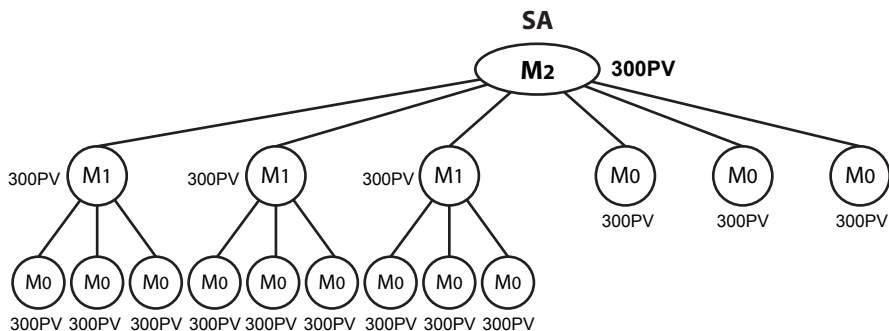 SA
M2 300PV
300PV M1 300PV M1 300PV M1 M0 M0 M0
300PV 300PV 300PV
M0 M0 M0 M0 M0 M0 M0 M0 M0
300PV 300PV 300PV 300PV 300PV 300PV 300PV 300PV 300PV